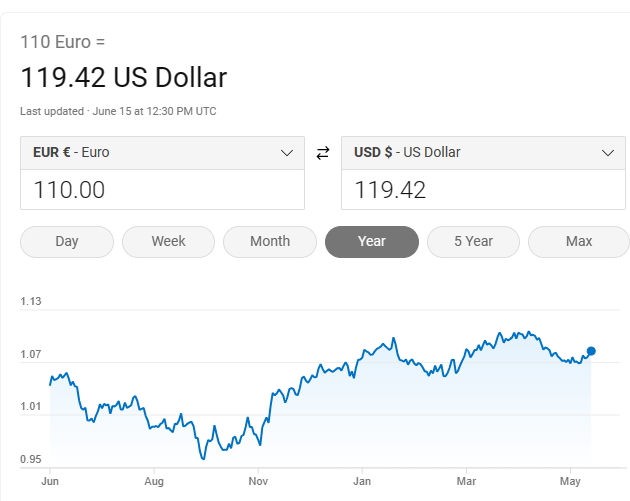 110 Euro =
119.42 US Dollar
Last updated · June 15 at 12:30 PM UTC
EUR € - Euro
USD $ - US Dollar
110.00
119.42
Day Week Month Year 5 Year Max
1.13
1.07
1.01
0.95
Jun Aug Nov Jan Mar May